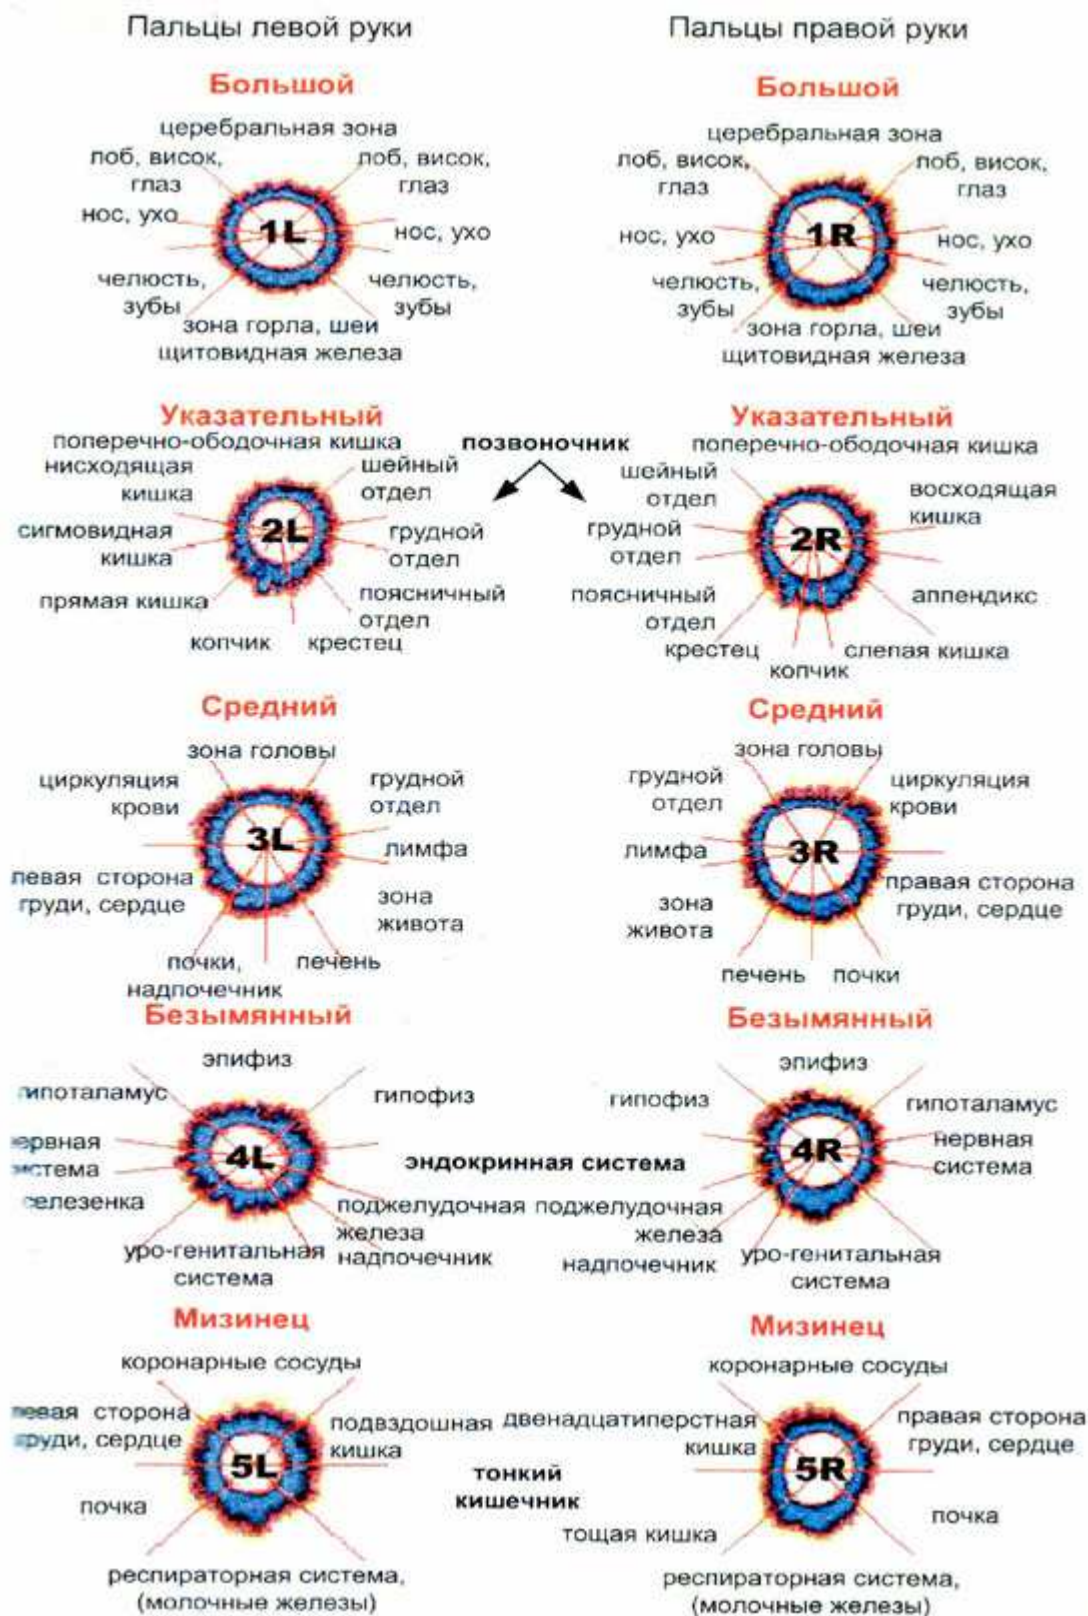 Пальцы левой руки
Пальцы правой руки
Большой
церебральная зона
лоб, висок,
глаз
лоб, висок,
глаз
нос, ухо
1L
нос, ухо
челюсть,
зубы
челюсть,
зубы
зона горла, шеи
щитовидная железа
Большой
церебральная зона
лоб, висок,
глаз
лоб, висок,
глаз
нос, ухо
1R
нос, ухо
челюсть,
зубы
челюсть,
зубы
зона горла, шеи
щитовидная железа
Указательный
поперечно-ободочная кишка
нисходящая
кишка
шейный
отдел
сигмовидная
кишка
2L
грудной
отдел
прямая кишка
поясничный
отдел
копчик
крестец
позвоночник
Указательный
поперечно-ободочная кишка
шейный
отдел
восходящая
кишка
грудной
отдел
2R
поясничный
отдел
аппендикс
крестец
слепая кишка
копчик
Средний
зона головы
циркуляция
крови
грудной
отдел
3L
лимфа
левая сторона
груди, сердце
зона
живота
почки,
надпочечник
печень
Средний
зона головы
грудной
отдел
циркуляция
крови
лимфа
3R
правая сторона
груди, сердце
зона
живота
печень
почки
Безымянный
эпифиз
гипоталамус
гипофиз
нервная
система
4L
селезенка
поджелудочная
железа
надпочечник
уро-генитальная
система
эндокринная система
Безымянный
эпифиз
гипофиз
гипоталамус
4R
нервная
система
поджелудочная
железа
надпочечник
уро-генитальная
система
Мизинец
коронарные сосуды
левая сторона
груди, сердце
подвздошная
кишка
5L
почка
респираторная система,
(молочные железы)
тонкий
кишечник
Мизинец
коронарные сосуды
двенадцатиперстная
кишка
правая сторона
груди, сердце
5R
тощая кишка
почка
респираторная система,
(молочные железы)